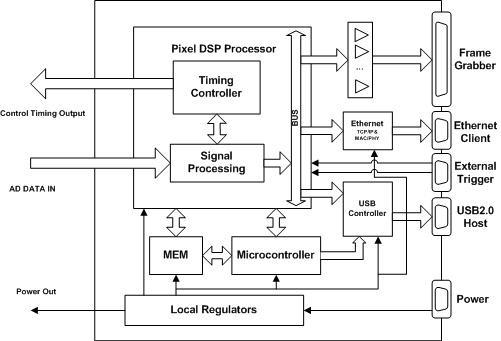 Pixel DSP Processor
Timing
Controller
Control Timing Output
Signal
Processing
AD DATA IN
BUS
...
Frame
Grabber
Ethernet
TCP/IP&
MAC/PHY
Ethernet
Client
External
Trigger
USB
Controller
USB2.0
Host
MEM
Microcontroller
Power Out
Local Regulators
Power